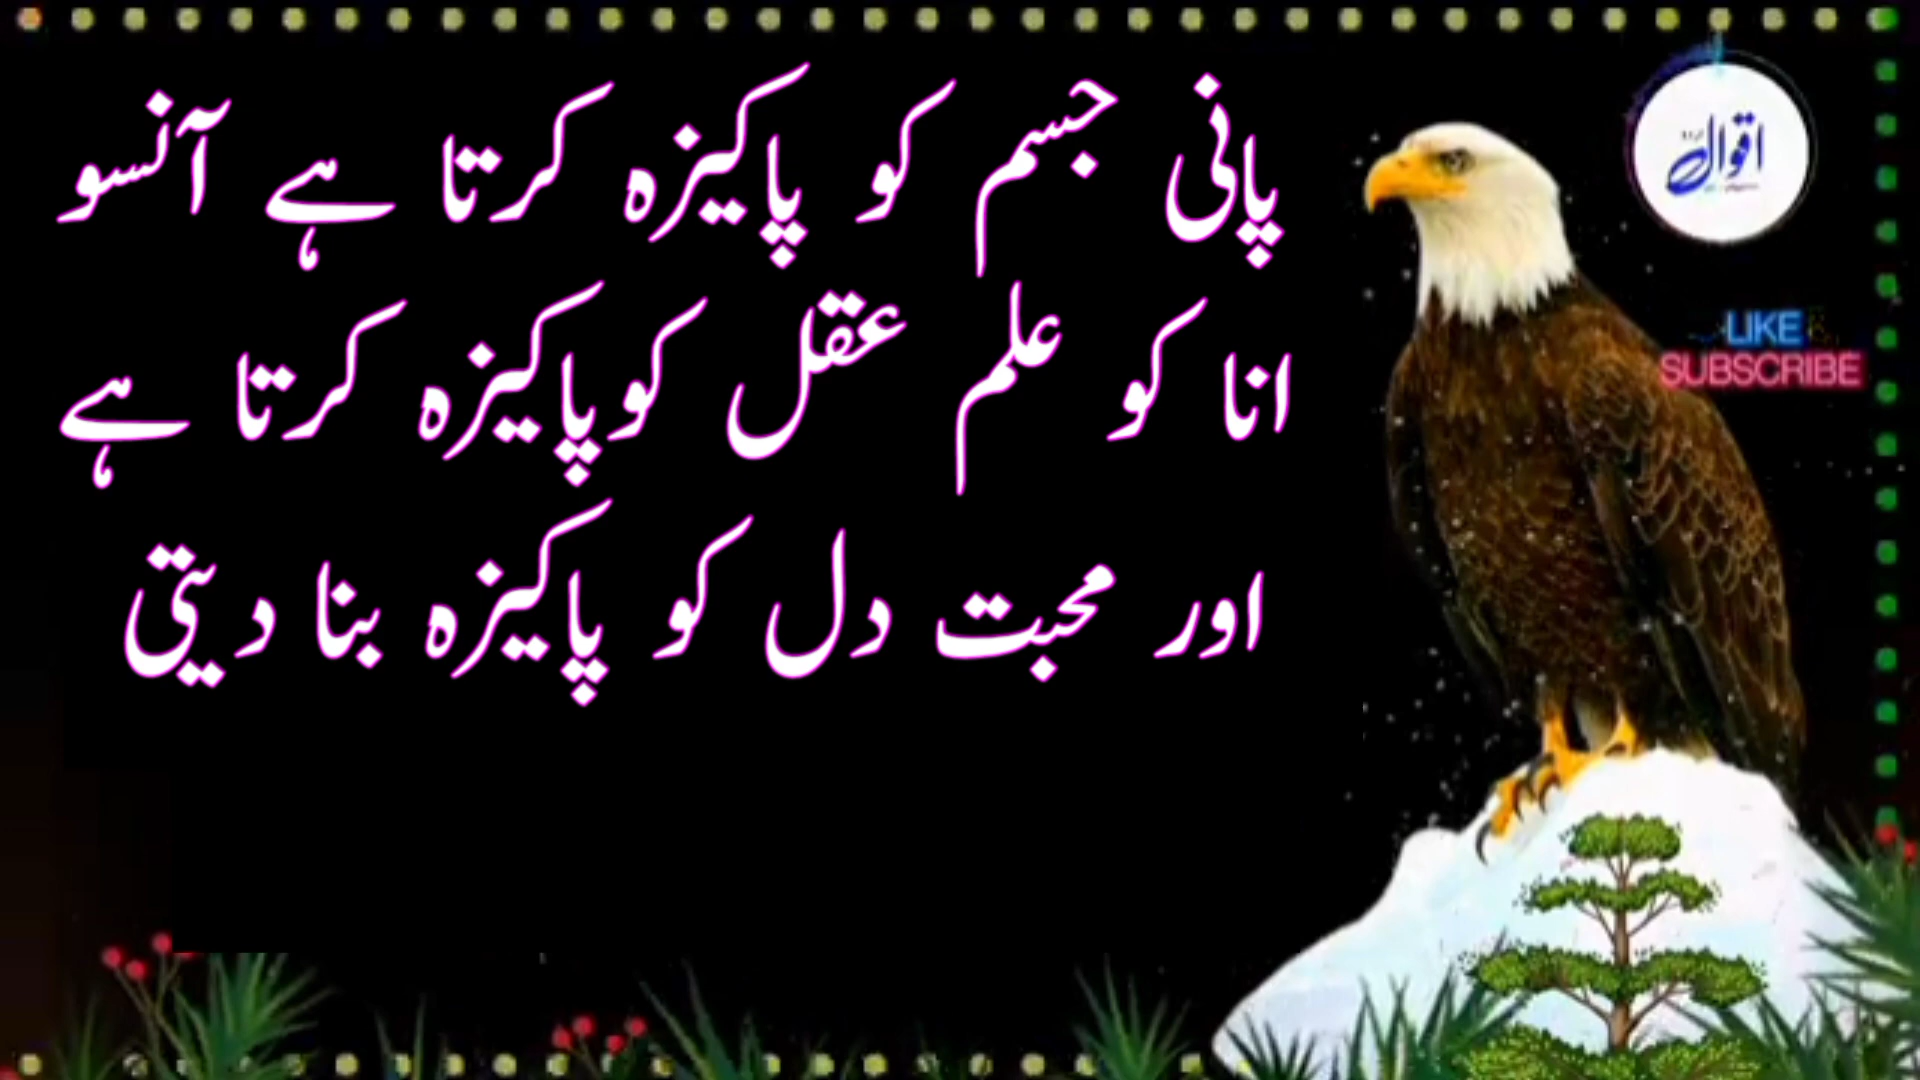 پانی جسم کو پاکیزہ کرتا ہے آنسو
انا کو علم عقل کوپاکیزہ کرتا ہے
اور محبت دل کو پاکیزہ بنا دیتی
اقوال
LIKE
SUBSCRIBE